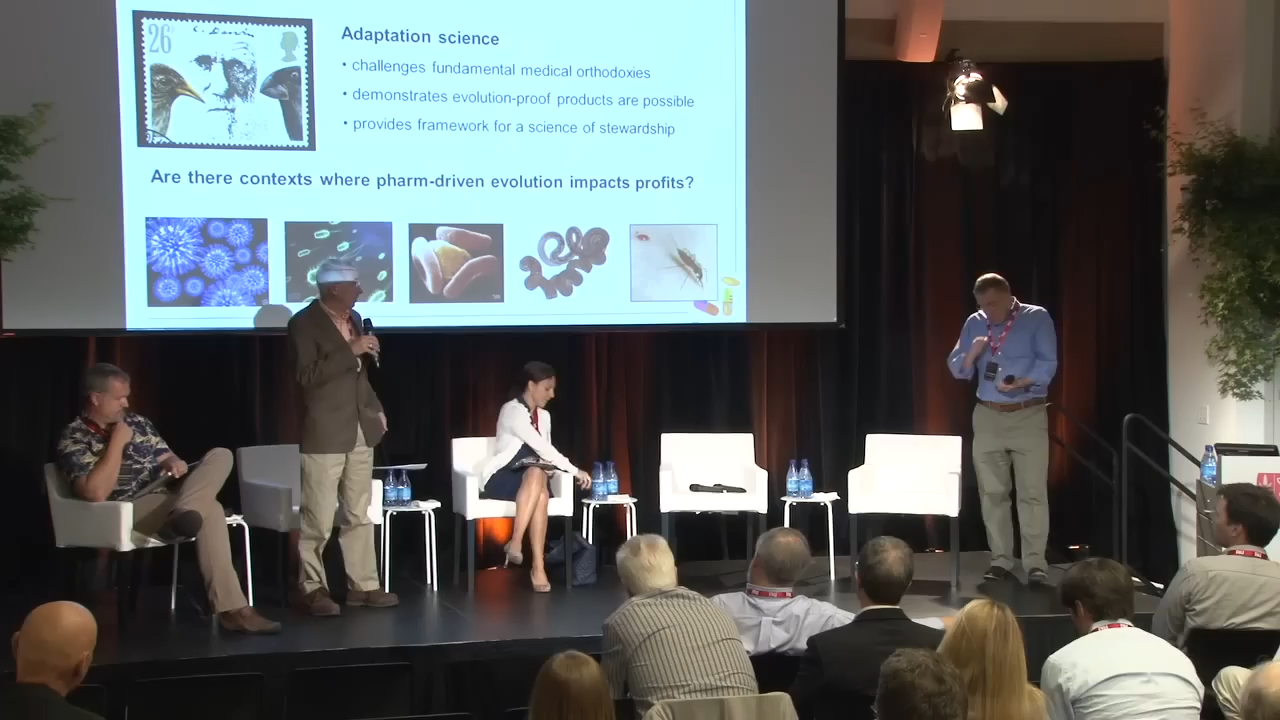 26
C. Darwin
Adaptation science
• challenges fundamental medical orthodoxies
• demonstrates evolution-proof products are possible
• provides framework for a science of stewardship
Are there contexts where pharm-driven evolution impacts profits?